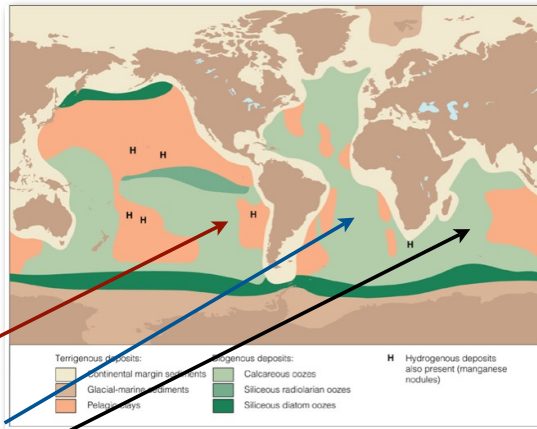 H H
H H
H
H
Terrigenous deposits:
Continental margin sediments
Glacial-marine sediments
Pelagic clays
Biogenous deposits:
Calcareous oozes
Siliceous radiolarian oozes
Siliceous diatom oozes
H Hydrogenous deposits
also present (manganese
nodules)